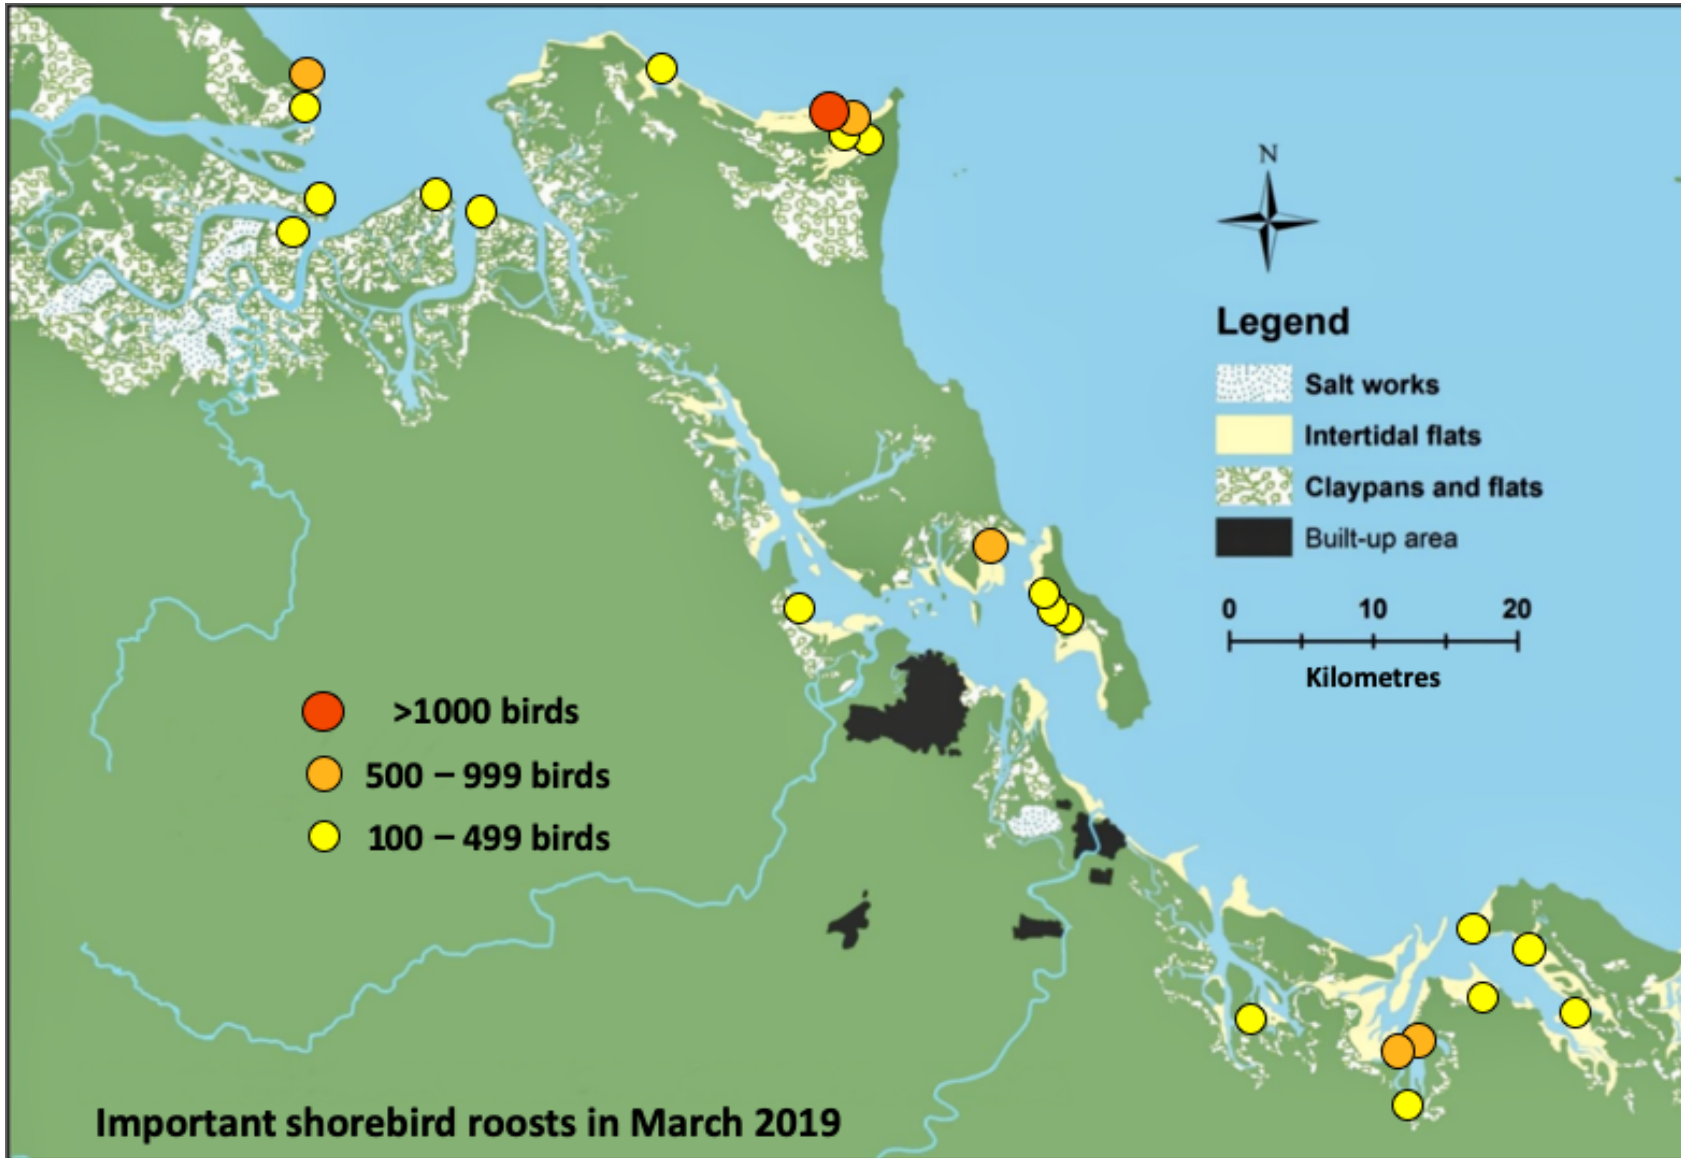 N
Legend
Salt works
Intertidal flats
Claypans and flats
Built-up area
0 10 20
Kilometres
>1000 birds
500 – 999 birds
100 – 499 birds
Important shorebird roosts in March 2019